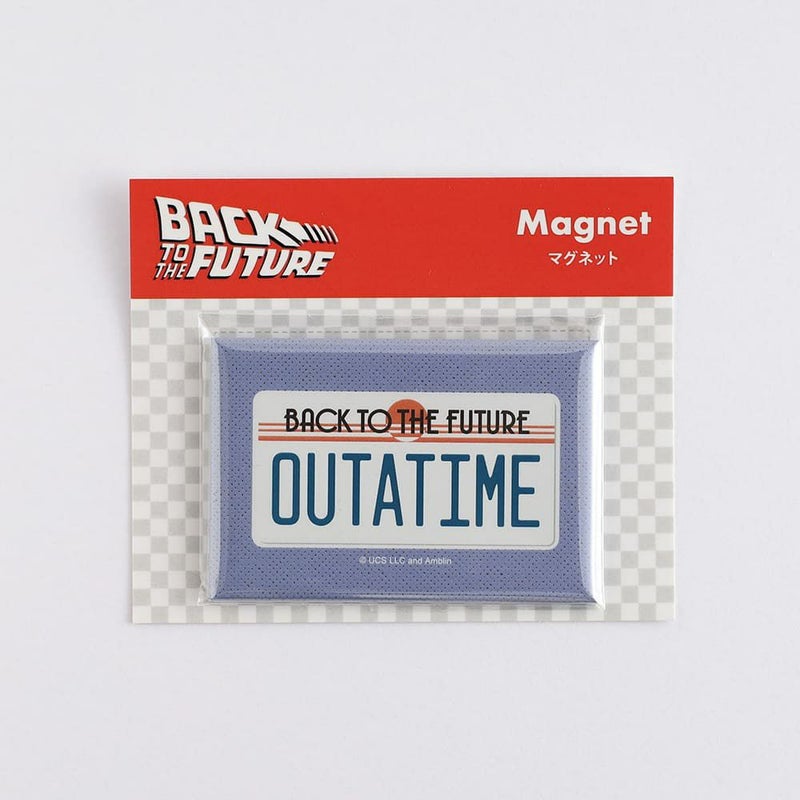 BACK
TO
THE FUTURE
Magnet
マグネット
BACK TO THE FUTURE
OUTATIME
© UCS LLC and Amblin